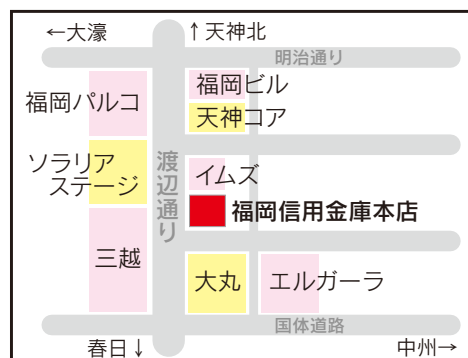 ←大濠
↑天神北
明治通り
福岡パルコ
福岡ビル
天神コア
ソラリア
ステージ
渡辺通り
イムズ
福岡信用金庫本店
三越
大丸
エルガーラ
国体道路
春日↓
中州→